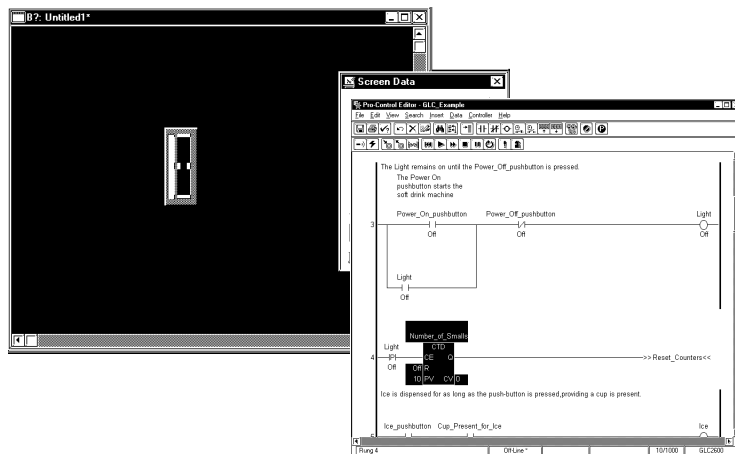 B?: Untitled1*
Screen Data
Pro-Control Editor - GLC_Example
File Edit View Search Insert Data Controller Help
The Light remains on until the Power_Off_pushbutton is pressed.
The Power On
pushbutton starts the
soft drink machine
Power_On_pushbutton Power_Off_pushbutton Light
3
Off Off Off
Light
Off
Number_of_Smalls
Light CTD
4 P CE Q >> Reset_Counters<<
Off Off R
10 PV CV 0
Ice is dispensed for as long as the push-button is pressed,providing a cup is present.
Ice_pushbutton Cup_Present_for_Ice Ice
5
Rung 4 Off-Line * 10/1000 GLC2600